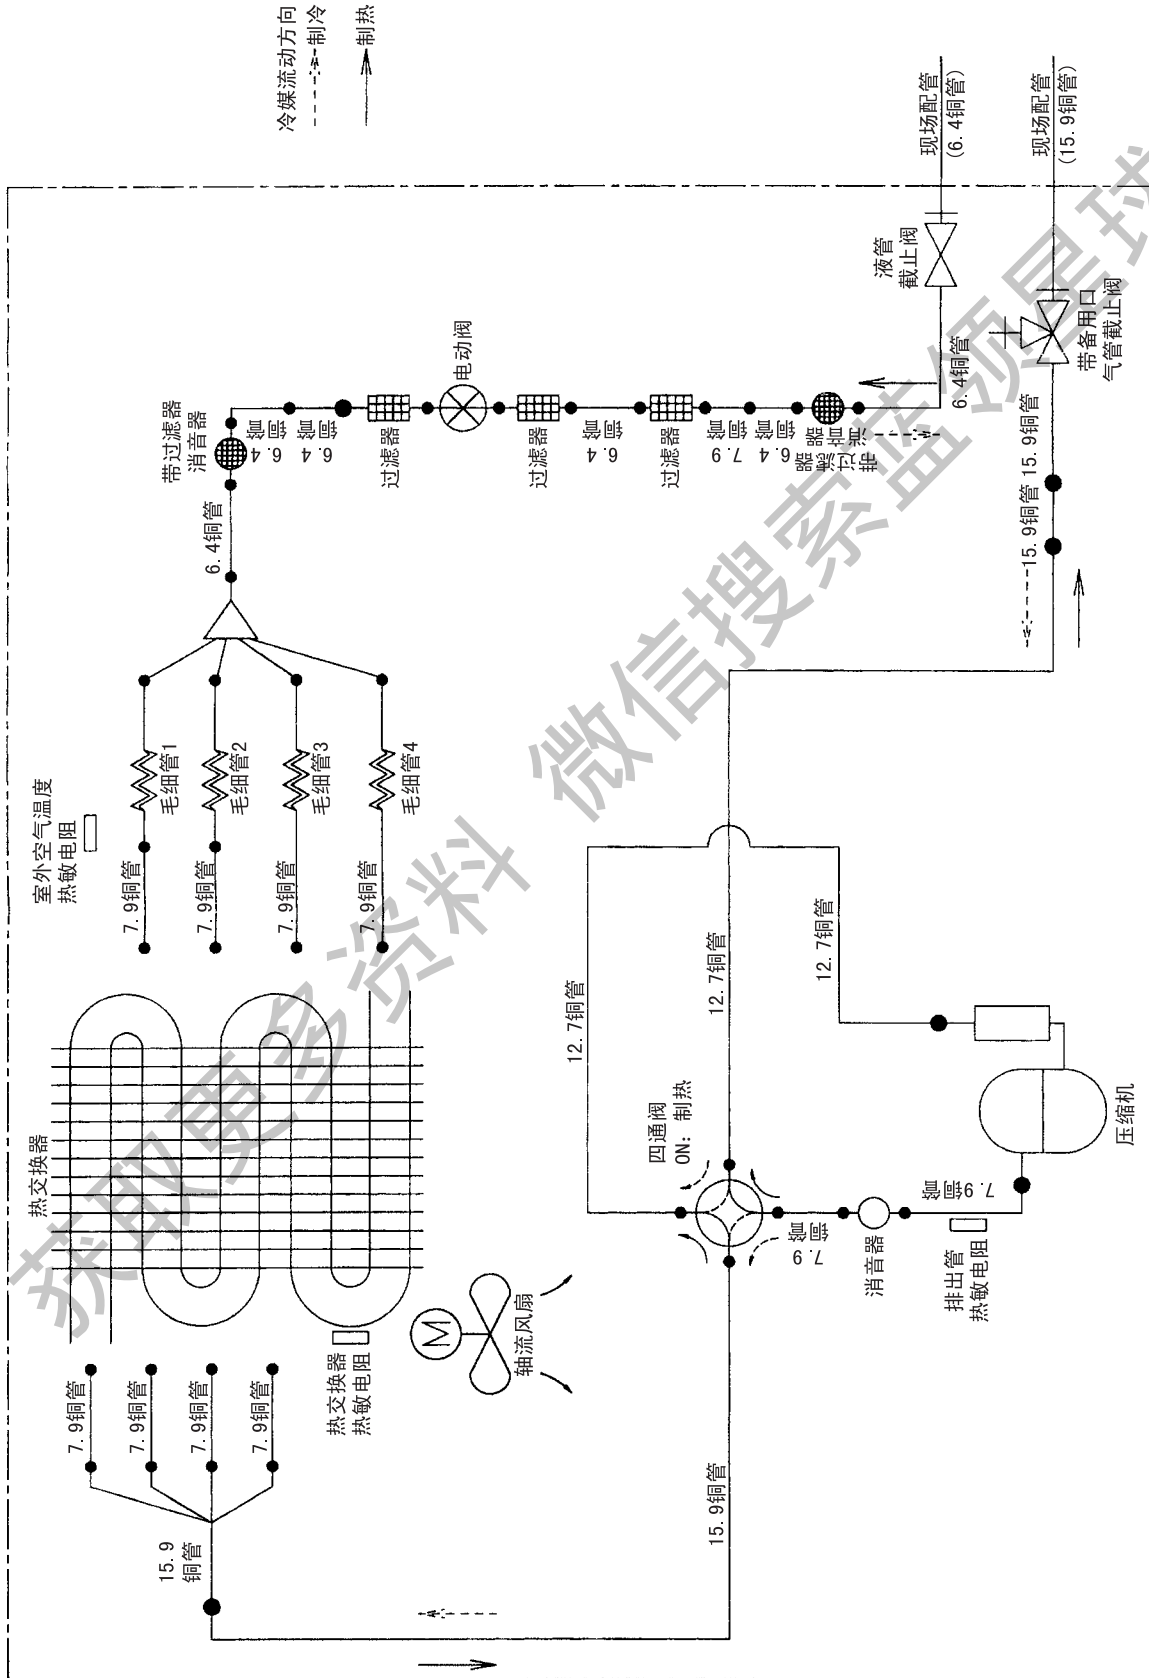 冷媒流动方向
制冷
制热
热交换器
室外空气温度
热敏电阻
7.9铜管
7.9铜管
7.9铜管
7.9铜管
15.9
铜管
热交换器
热敏电阻
M
轴流风扇
7.9铜管
7.9铜管
7.9铜管
7.9铜管
毛细管1
毛细管2
毛细管3
毛细管4
6.4铜管
带过滤器
消音器
6.4
铜管
6.4
铜管
过滤器
电动阀
过滤器
6.4
铜管
过滤器
7.9
铜管
6.4
铜管
带过滤器
消音器
6.4铜管
液管
截止阀
现场配管
(6.4铜管)
现场配管
(15.9铜管)
带备用口
气管截止阀
15.9铜管
15.9铜管
12.7铜管
12.7铜管
12.7铜管
四通阀
ON: 制热
15.9铜管
7.9
铜管
消音器
7.9铜管
排出管
热敏电阻
压缩机
获取更多资料 微信搜索蓝领星球